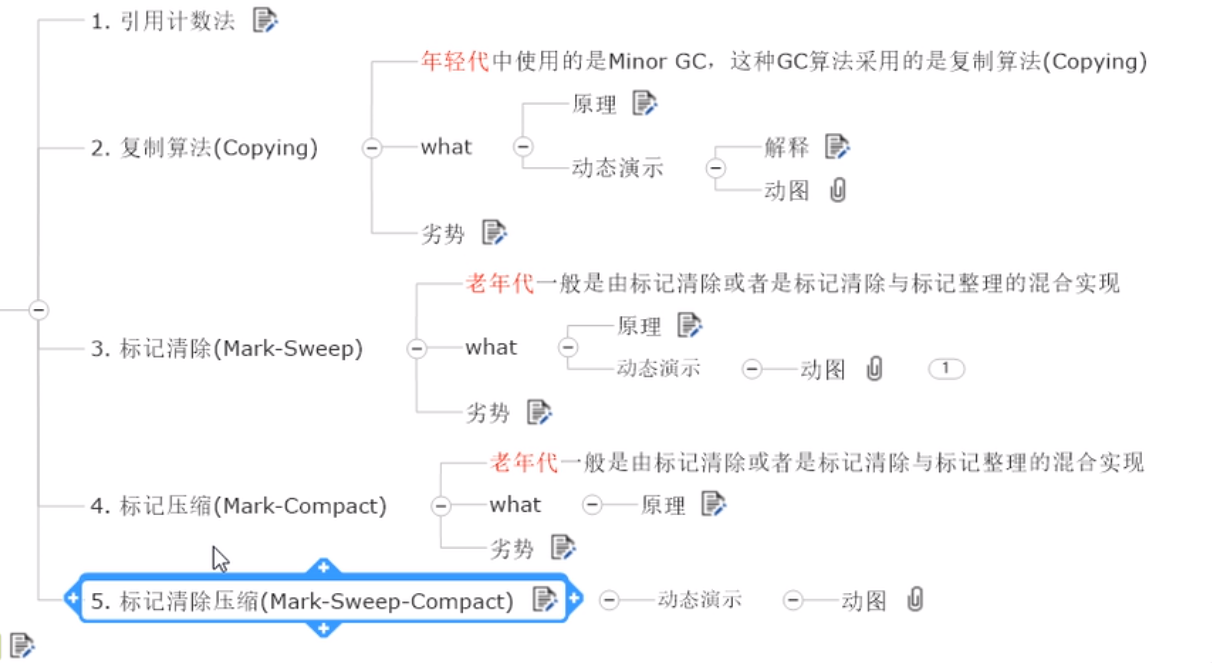 1. 引用计数法
年轻代中使用的是Minor GC，这种GC算法采用的是复制算法(Copying)
原理
2. 复制算法(Copying)
what
解释
动态演示
动图
劣势
老年代一般是由标记清除或者是标记清除与标记整理的混合实现
原理
3. 标记清除(Mark-Sweep)
what
动态演示
动图
1
劣势
老年代一般是由标记清除或者是标记清除与标记整理的混合实现
4. 标记压缩(Mark-Compact)
what
原理
劣势
5. 标记清除压缩(Mark-Sweep-Compact)
动态演示
动图